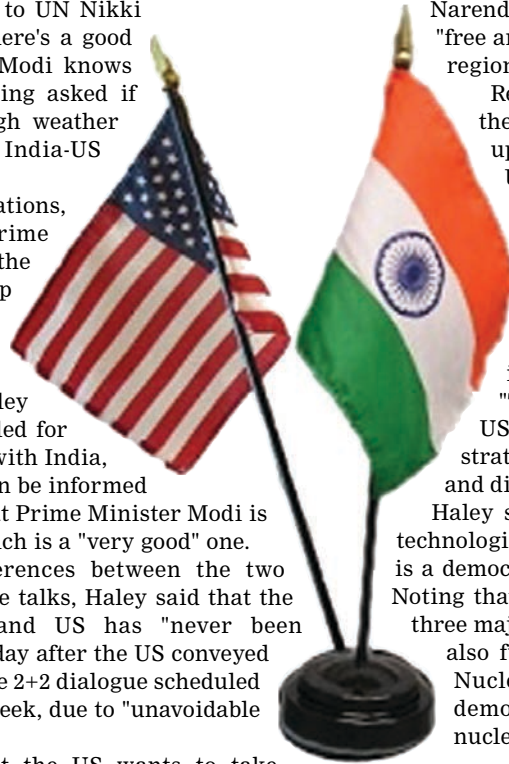 to UN Nikki
here's a good
Modi knows
ing asked if
gh weather
India-US
ations,
rime
the
p
ley
led for
with India,
n be informed
t Prime Minister Modi is
ich is a "very good" one.
erences between the two
e talks, Haley said that the
and US has "never been
day after the US conveyed
e 2+2 dialogue scheduled
eek, due to "unavoidable
t the US wants to take
Narend
"free an
region
Re
the
up
U
i
"T
US
strat
and di
Haley s
technologi
is a democ
Noting tha
three maj
also f
Nucle
demo
nucle